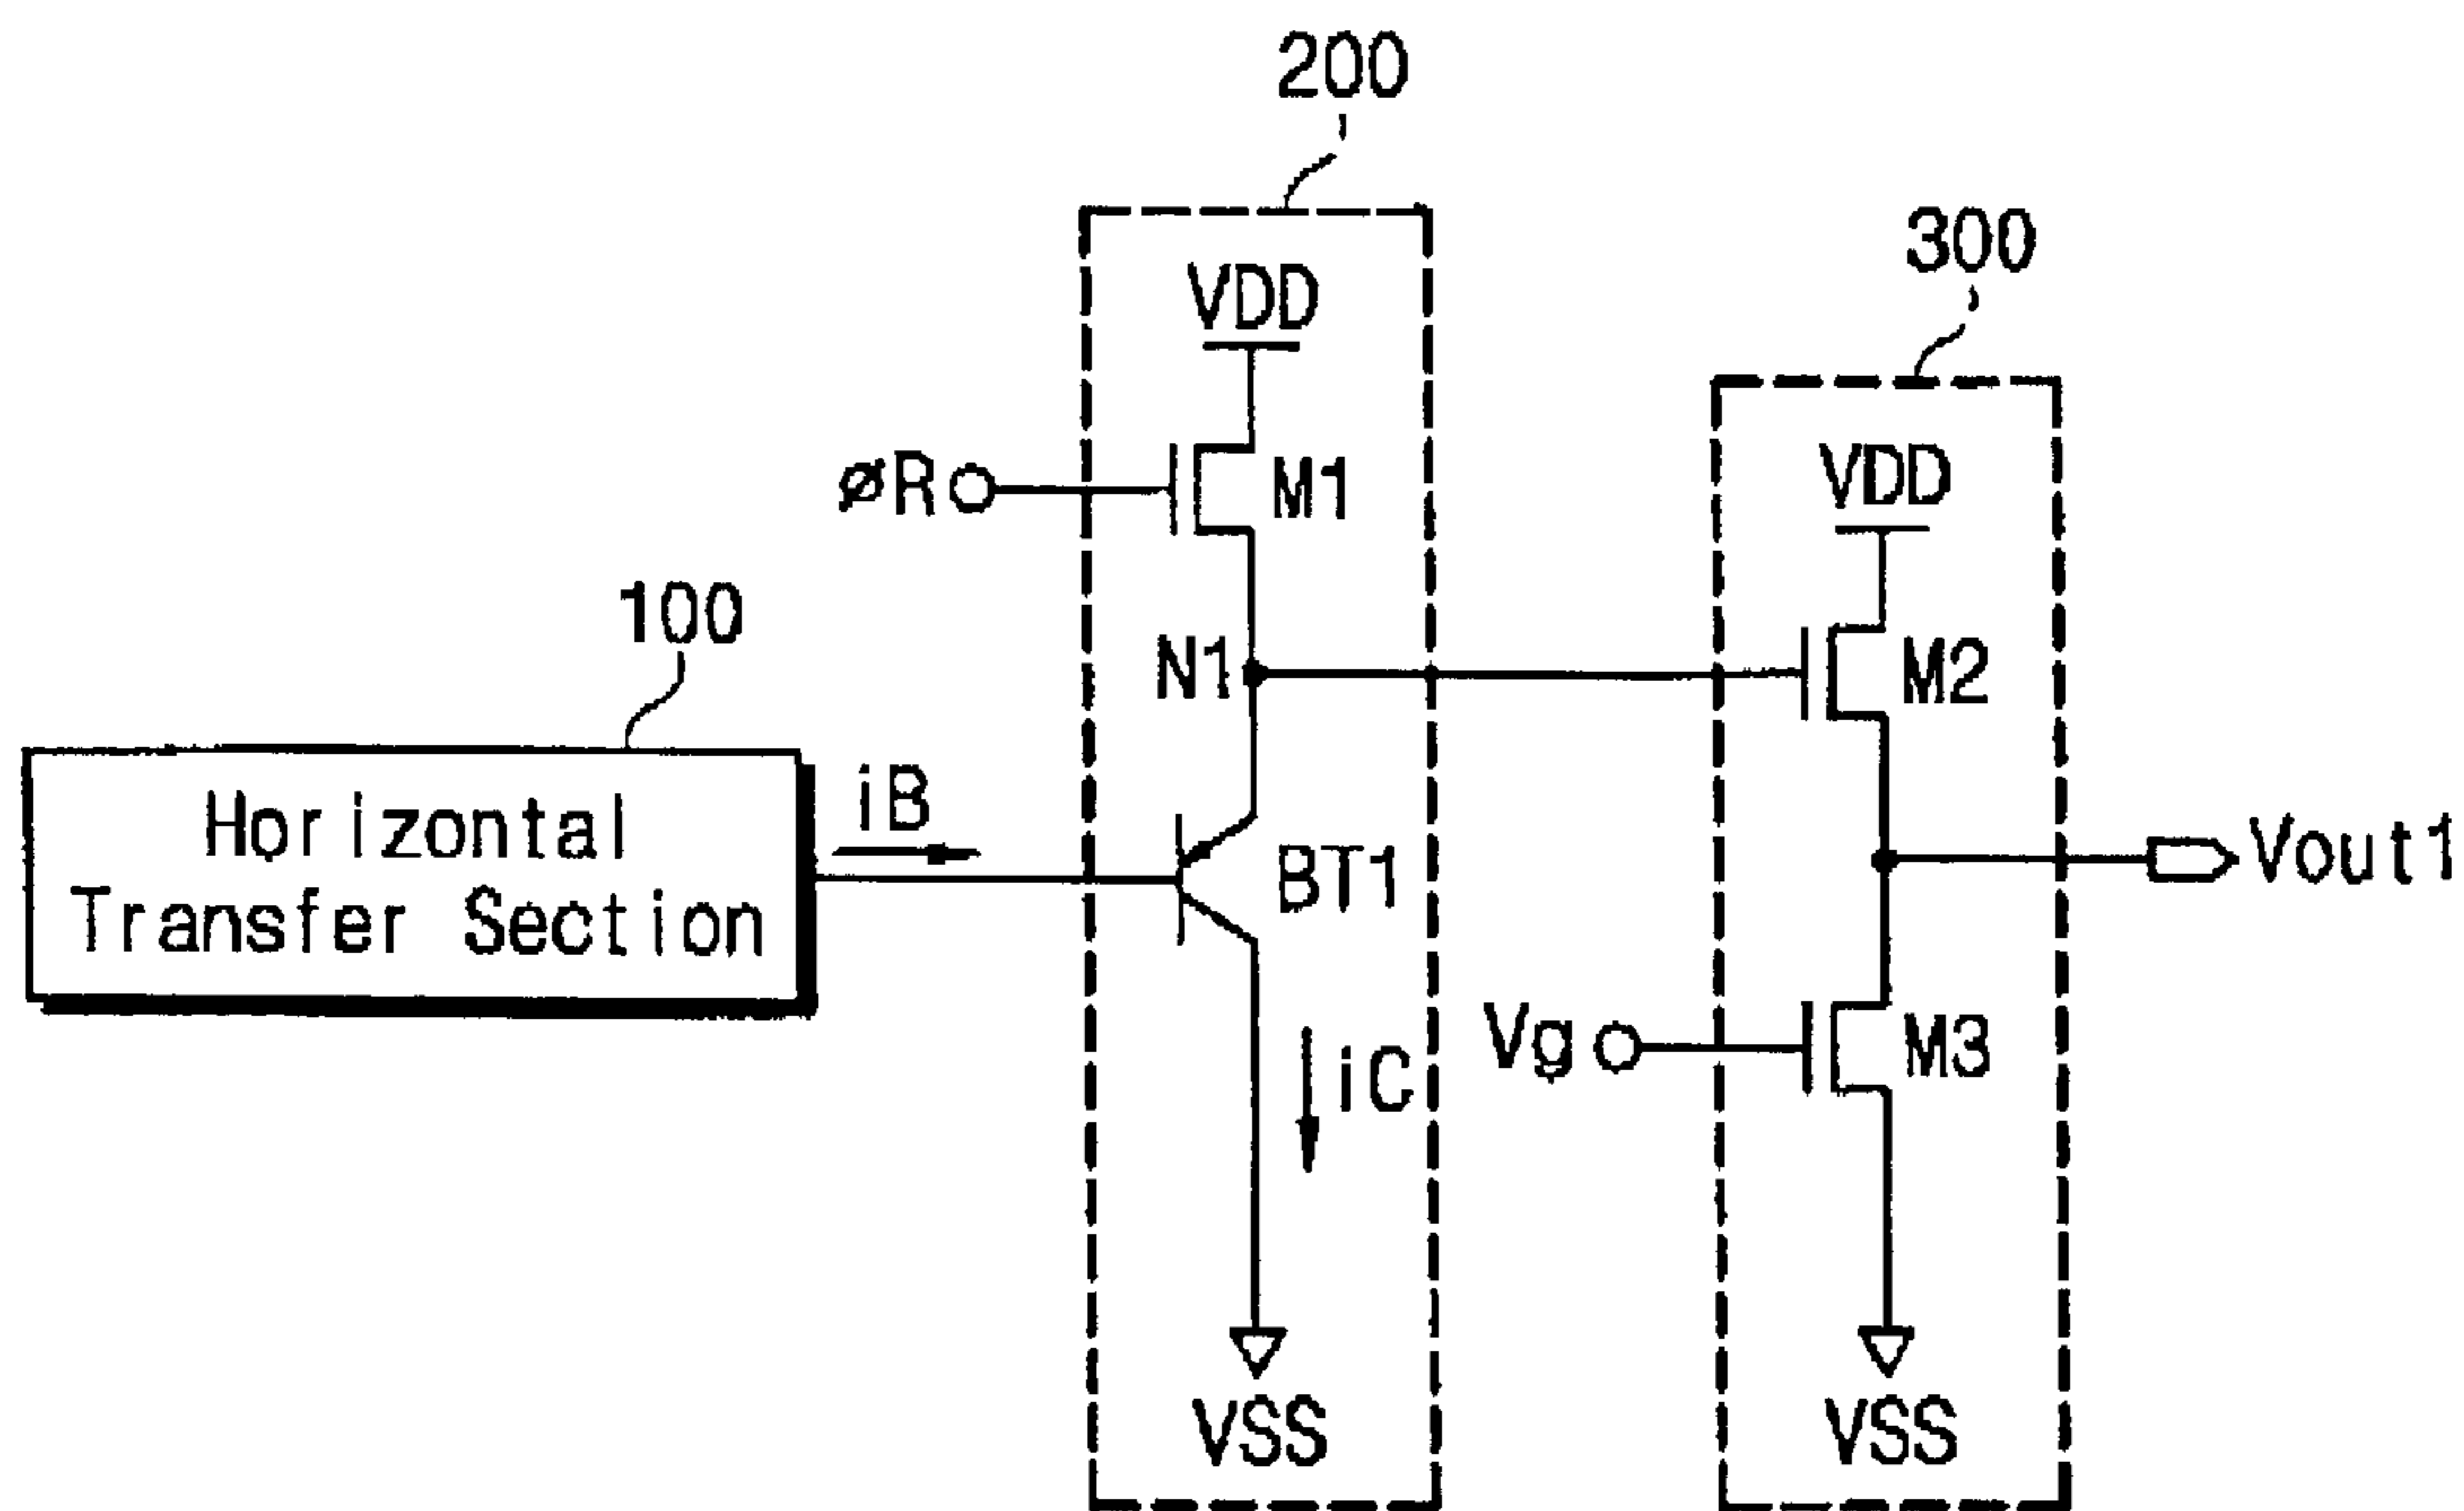 200
300
VDD
VDD
øR
M1
100
N1
M2
Horizontal
Transfer Section
iB
BT1
Vout1
Vg
M3
iC
VSS
VSS